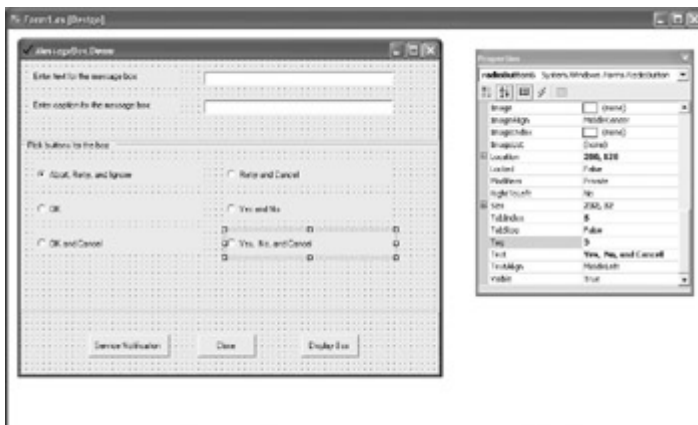 Form1.cs [Design]
MessageBox Demo
Enter text for the message box
Enter caption for the message box
Pick buttons for the box
Abort, Retry, and Ignore
Retry and Cancel
OK
Yes and No
OK and Cancel
Yes, No, and Cancel
Service Notification
Close
Display Box
Properties
System.Windows.Forms.RadioButton
Image (none)
ImageAlign MiddleCenter
ImageIndex (none)
ImageList (none)
Location
Locked False
Modifiers Private
RightToLeft No
Size
TabIndex
TabStop False
Tag 3
Text Yes, No, and Cancel
TextAlign MiddleLeft
Visible True